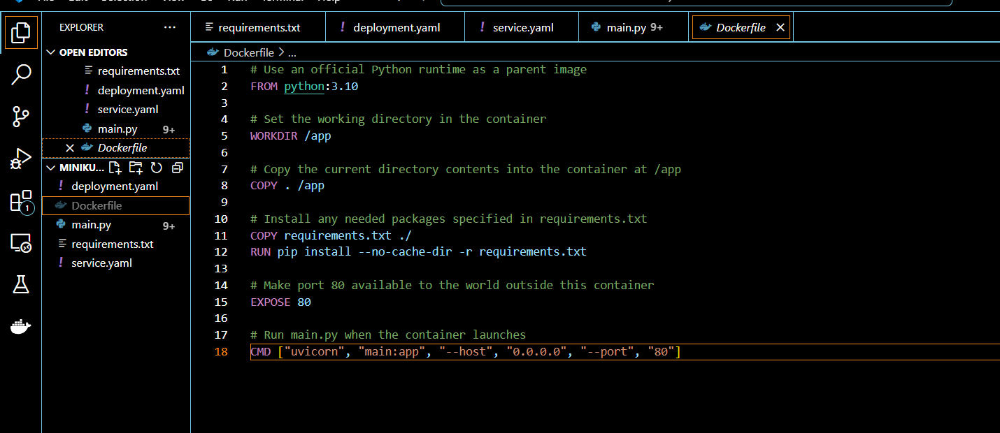 EXPLORER
...
OPEN EDITORS
requirements.txt
! deployment.yaml
! service.yaml
main.py 9+
Dockerfile
MINIKU...
! deployment.yaml
Dockerfile
main.py 9+
requirements.txt
! service.yaml
1
requirements.txt
! deployment.yaml
! service.yaml
main.py 9+
Dockerfile
Dockerfile > ...
1 # Use an official Python runtime as a parent image
2 FROM python:3.10
3
4 # Set the working directory in the container
5 WORKDIR /app
6
7 # Copy the current directory contents into the container at /app
8 COPY . /app
9
10 # Install any needed packages specified in requirements.txt
11 COPY requirements.txt ./
12 RUN pip install --no-cache-dir -r requirements.txt
13
14 # Make port 80 available to the world outside this container
15 EXPOSE 80
16
17 # Run main.py when the container launches
18 CMD ["uvicorn", "main:app", "--host", "0.0.0.0", "--port", "80"]